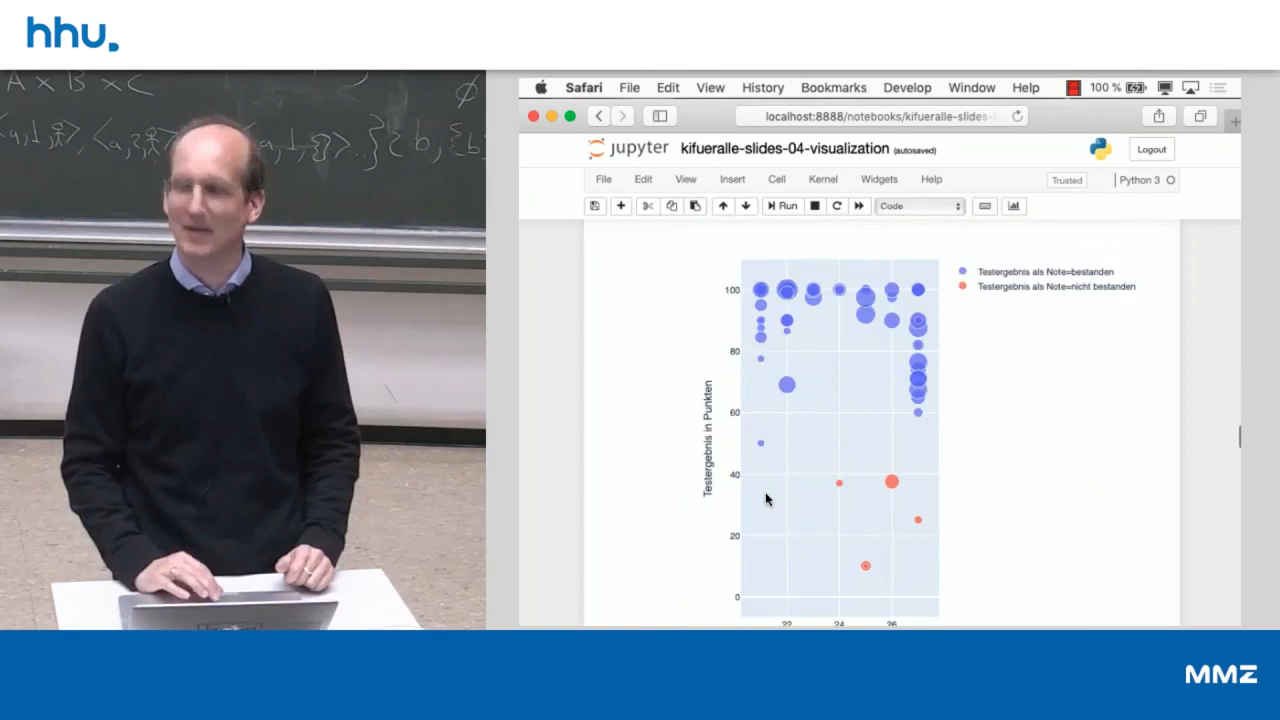 hhu.
A x B x C
Safari File Edit View History Bookmarks Develop Window Help 100 %
localhost:8888/notebooks/kifueralle-slides-
jupyter kifueralle-slides-04-visualization (autosaved)
Logout
File Edit View Insert Cell Kernel Widgets Help
Trusted
Python 3
Run
Code
Testergebnis als Note=bestanden
Testergebnis als Note=nicht bestanden
Testergebnis in Punkten
100
80
60
40
20
0
22 24 26
MMZ